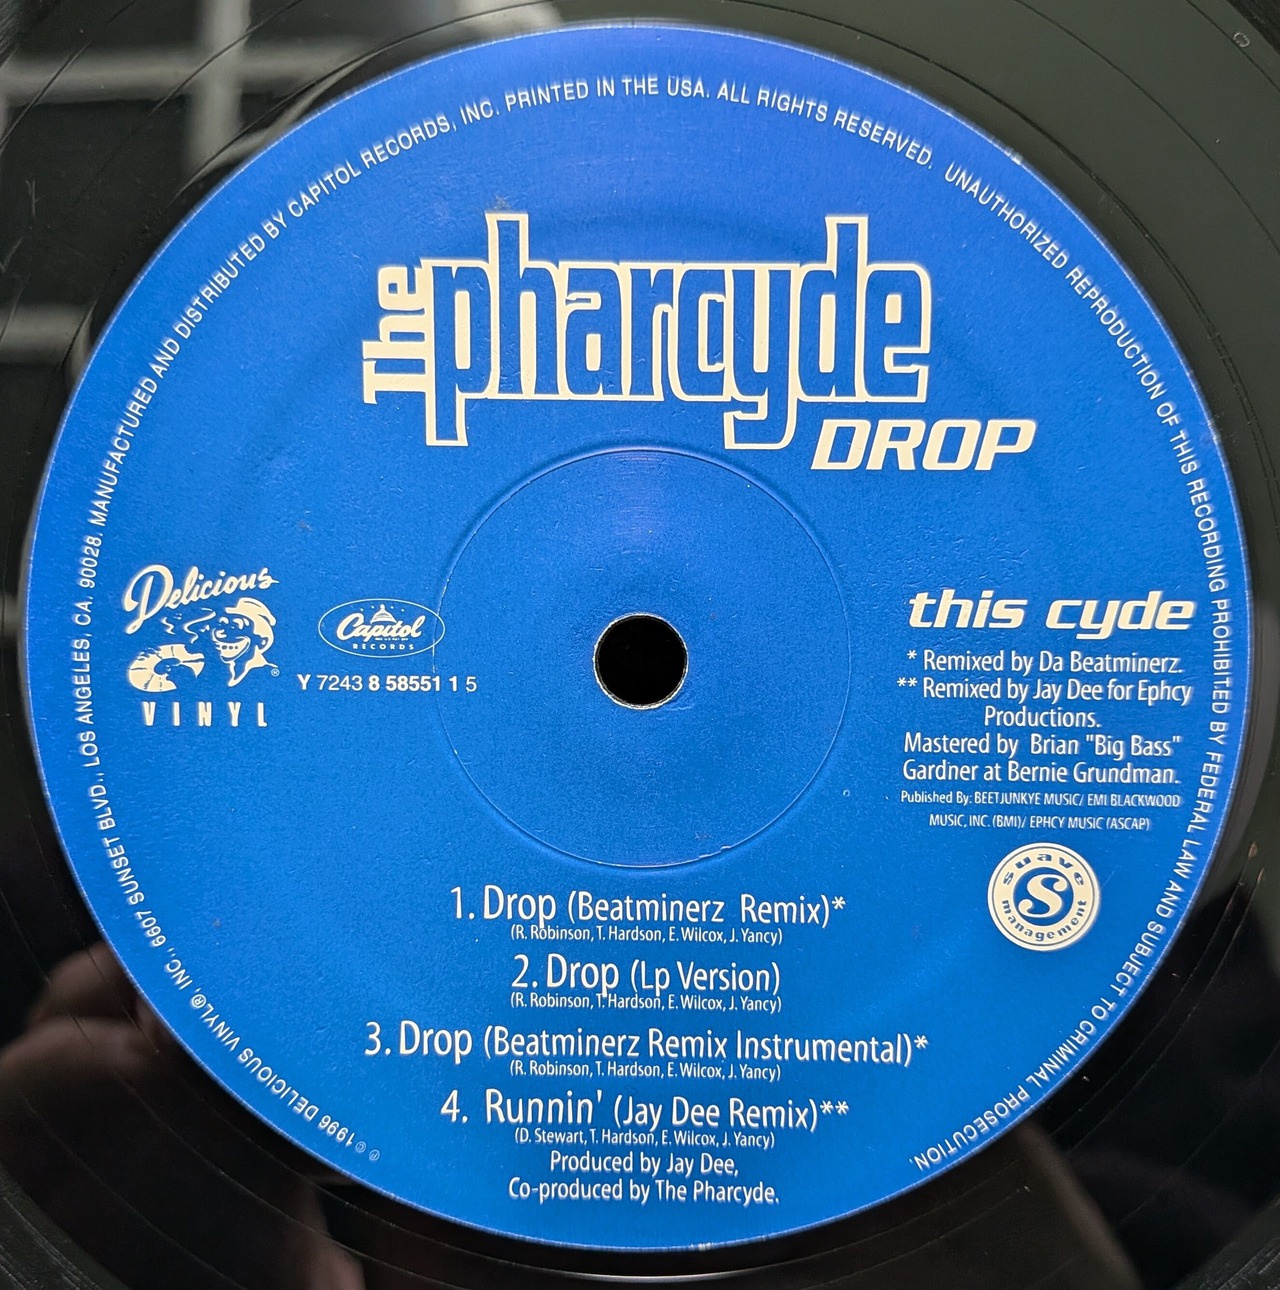 The pharcyde
DROP
Delicious
VINYL
®
Capitol
RECORDS
Y 7243 8 58551 1 5
this cyde
* Remixed by Da Beatminerz.
** Remixed by Jay Dee for Ephcy
Productions.
Mastered by Brian "Big Bass"
Gardner at Bernie Grundman.
Published By: BEETJUNKYE MUSIC/ EMI BLACKWOOD
MUSIC, INC. (BMI)/ EPHCY MUSIC (ASCAP)
suave
S
management
1. Drop (Beatminerz Remix)*
(R. Robinson, T. Hardson, E. Wilcox, J. Yancy)
2. Drop (Lp Version)
(R. Robinson, T. Hardson, E. Wilcox, J. Yancy)
3. Drop (Beatminerz Remix Instrumental)*
(R. Robinson, T. Hardson, E. Wilcox, J. Yancy)
4. Runnin' (Jay Dee Remix)**
(D. Stewart, T. Hardson, E. Wilcox, J. Yancy)
Produced by Jay Dee,
Co-produced by The Pharcyde.
℗ © 1996 DELICIOUS VINYL®, INC., 6607 SUNSET BLVD., LOS ANGELES, CA. 90028. MANUFACTURED AND DISTRIBUTED BY CAPITOL RECORDS, INC. PRINTED IN THE USA. ALL RIGHTS RESERVED. UNAUTHORIZED REPRODUCTION OF THIS RECORDING PROHIBITED BY FEDERAL LAW AND SUBJECT TO CRIMINAL PROSECUTION.